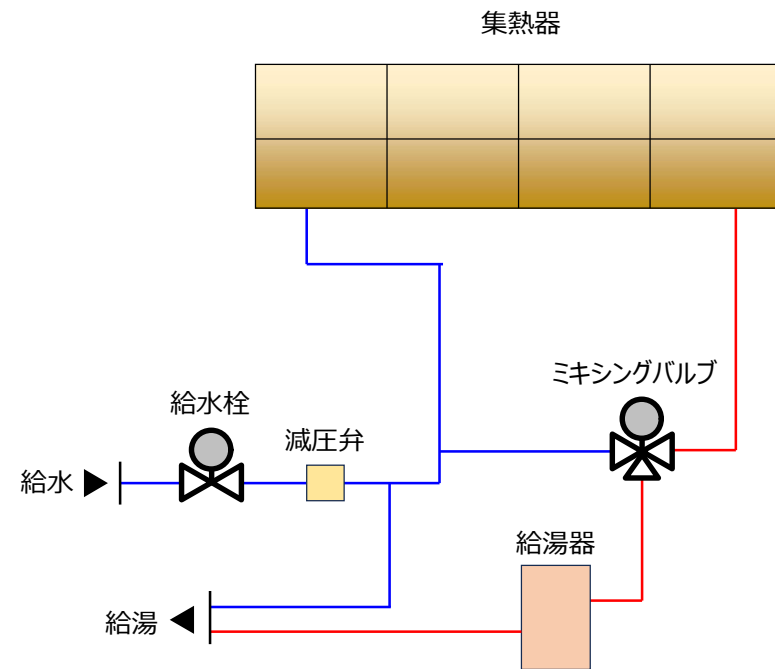 集熱器
ミキシングバルブ
給水栓
減圧弁
給水
給湯器
給湯